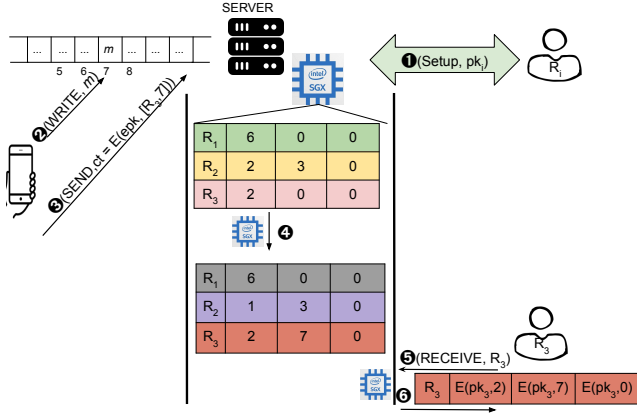 SERVER
... ... m ... ... ...
5 6 7 8
❶(Setup, pkᵢ)
Rᵢ
intel
SGX
❷(WRITE, m)
❸(SEND,ct = E(epk, [R₃,7])
R₁ 6 0 0
R₂ 2 3 0
R₃ 2 0 0
SGX
❹
R₁ 6 0 0
R₂ 1 3 0
R₃ 2 7 0
R₃
❺(RECEIVE, R₃)
SGX
❻
R₃ E(pk₃,2) E(pk₃,7) E(pk₃,0)